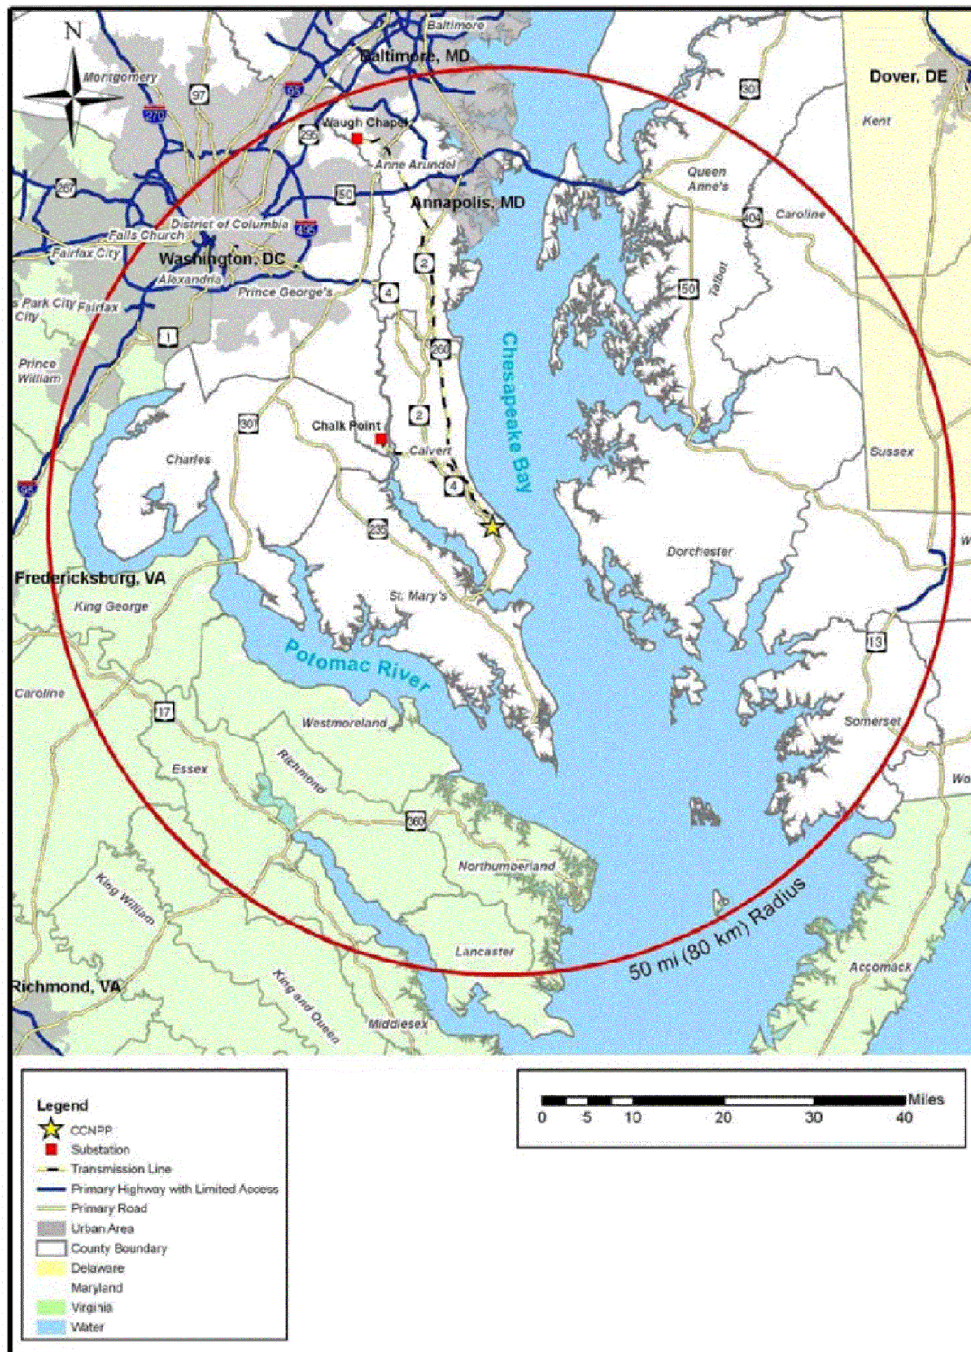 N
Baltimore
Baltimore, MD
Montgomery
97
95
Dover, DE
301
270
Kent
295
Waugh Chapel
Anne Arundel
Queen
Anne's
267
50
Annapolis, MD
404
Caroline
District of Columbia
Falls Church
495
Fairfax City
Washington, DC
2
Alexandria
Prince George's
4
50
Talbot
s Park City
Fairfax
City
1
260
Prince
William
Chesapeake Bay
2
301
Chalk Point
Charles
Calvert
Sussex
95
4
235
W
Dorchester
Fredericksburg, VA
King George
St. Mary's
13
Potomac River
Caroline
17
Westmoreland
Somerset
Essex
Richmond
Wo
360
Northumberland
King William
50 mi (80 km) Radius
Lancaster
Accomack
Richmond, VA
King and Queen
Middlesex
Legend
CCNPP
Substation
Transmission Line
Primary Highway with Limited Access
Primary Road
Urban Area
County Boundary
Delaware
Maryland
Virginia
Water
Miles
0 5 10 20 30 40